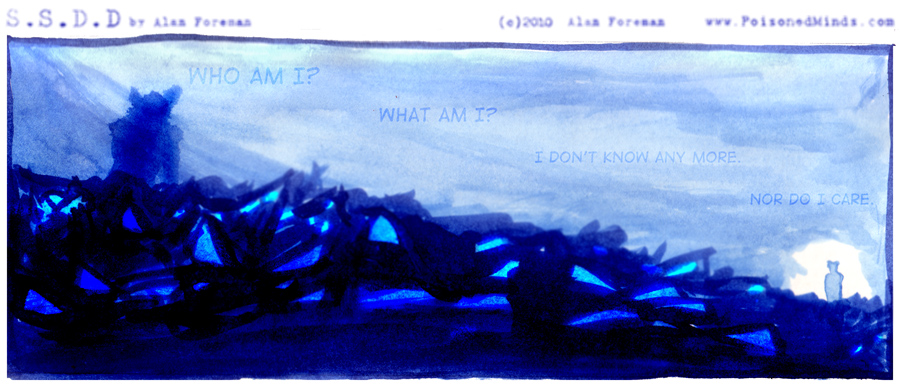 S.S.D.D by Alan Foreman (c)2010 Alan Foreman www.PoisonedMinds.com
WHO AM I?
WHAT AM I?
I DON'T KNOW ANY MORE.
NOR DO I CARE.